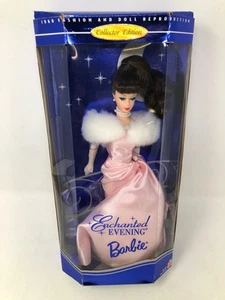 1960 FASHION AND DOLL REPRODUCTION
Collector Edition
Enchanted
EVENING
Barbie